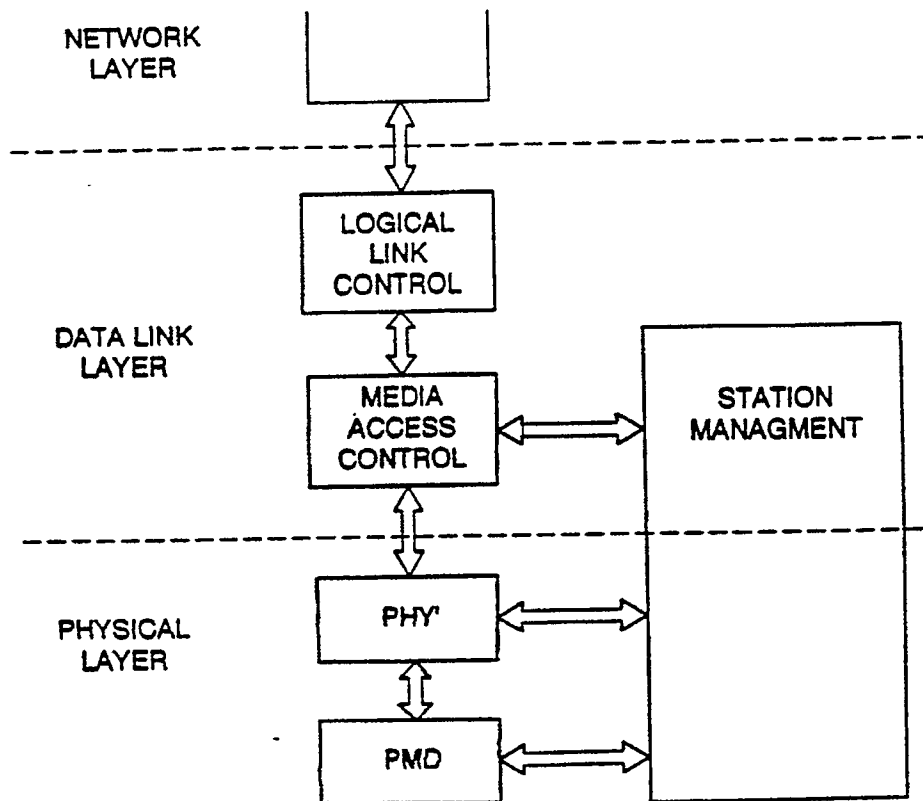 NETWORK
LAYER
LOGICAL
LINK
CONTROL
DATA LINK
LAYER
MEDIA
ACCESS
CONTROL
STATION
MANAGMENT
PHY'
PHYSICAL
LAYER
PMD